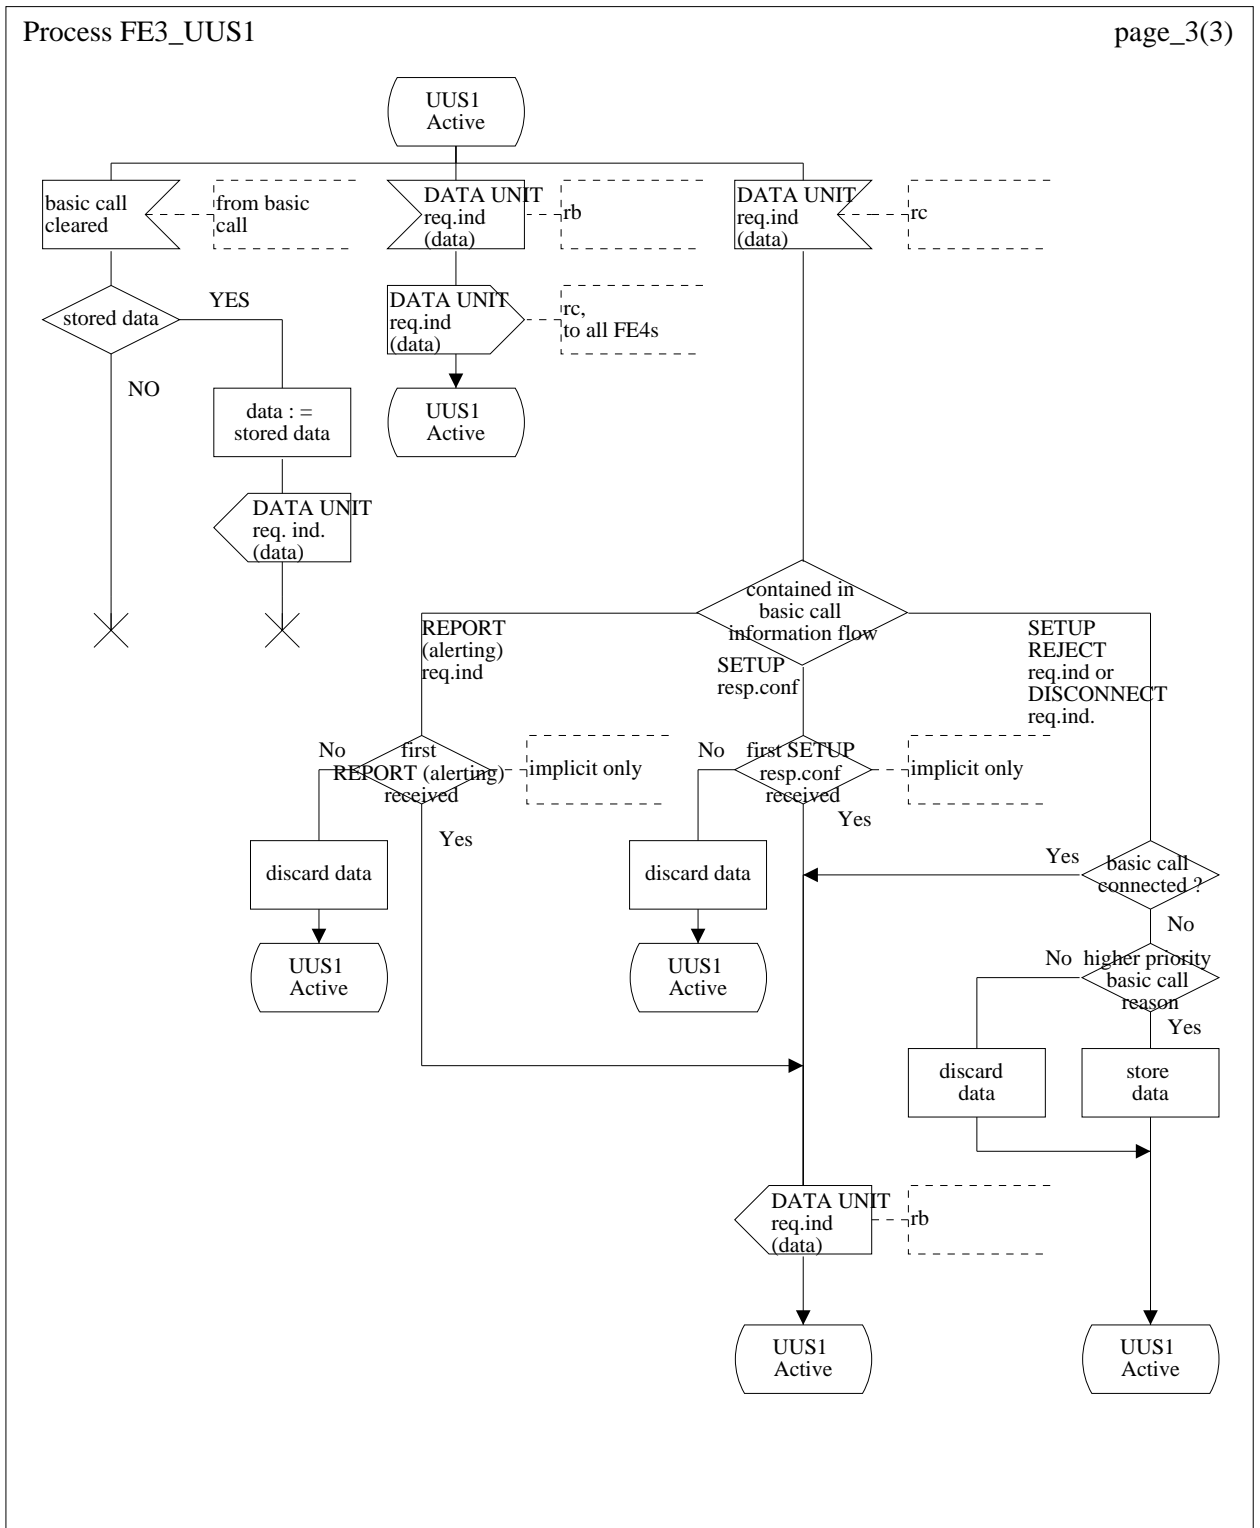 Process FE3_UUS1
page_3(3)
UUS1
Active
basic call
cleared
from basic
call
DATA UNIT
req.ind
(data)
rb
DATA UNIT
req.ind
(data)
rc
stored data
YES
NO
DATA UNIT
req.ind
(data)
rc,
to all FE4s
data : =
stored data
UUS1
Active
DATA UNIT
req. ind.
(data)
contained in
basic call
information flow
REPORT
(alerting)
req.ind
SETUP
resp.conf
SETUP
REJECT
req.ind or
DISCONNECT
req.ind.
No
first
REPORT (alerting)
received
implicit only
Yes
No
first SETUP
resp.conf
received
implicit only
Yes
discard data
discard data
Yes
basic call
connected ?
No
UUS1
Active
UUS1
Active
No
higher priority
basic call
reason
Yes
discard
data
store
data
DATA UNIT
req.ind
(data)
rb
UUS1
Active
UUS1
Active